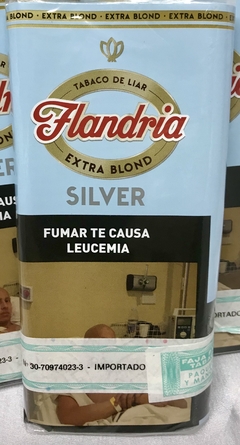 EXTRA BLOND • EXTRA BLOND • EXTRA BLOND
TABACO DE LIAR
Flandria
EXTRA BLOND
SILVER
FUMAR TE CAUSA
LEUCEMIA
N° 30-70974023-3 - IMPORTADO